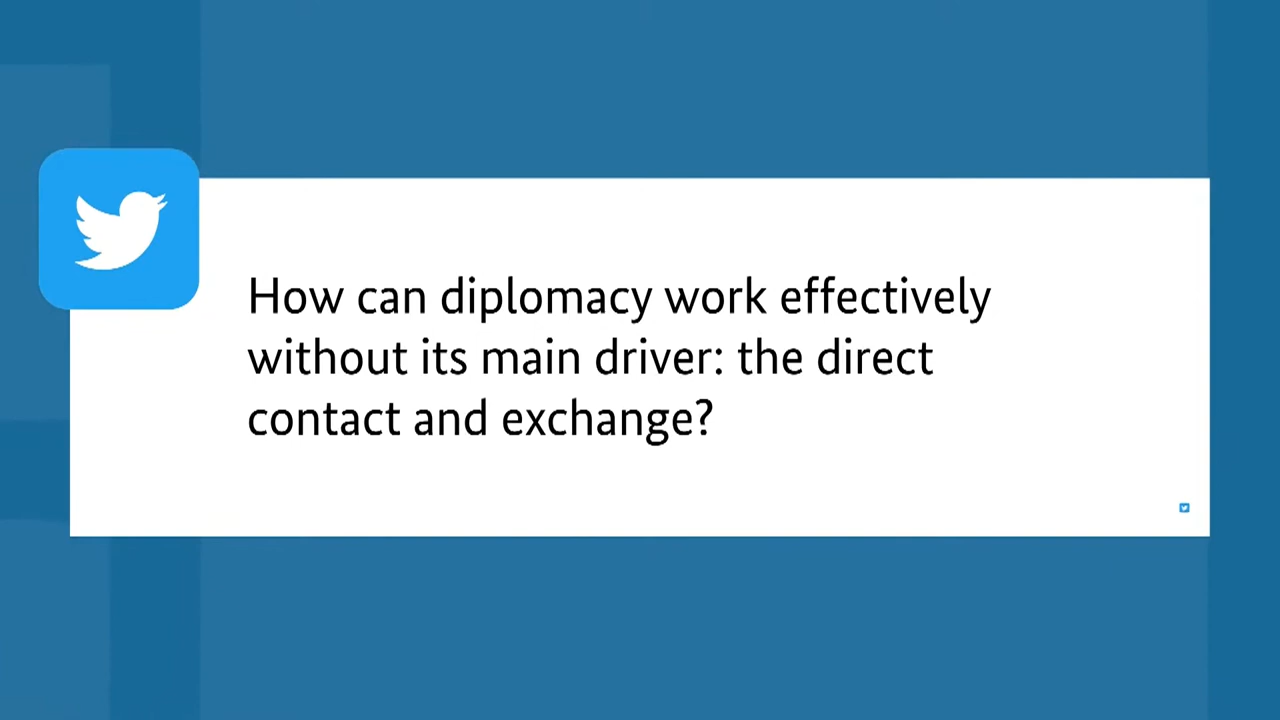 How can diplomacy work effectively
without its main driver: the direct
contact and exchange?